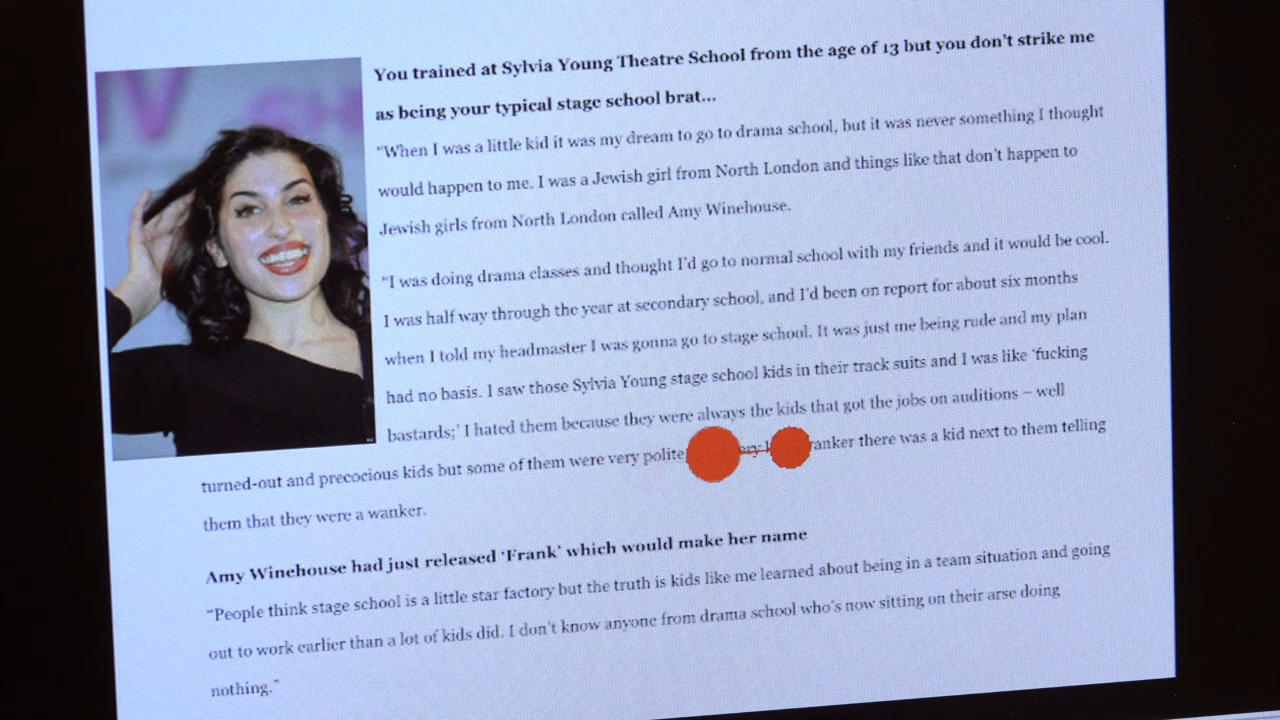 You trained at Sylvia Young Theatre School from the age of 13 but you don't strike me
as being your typical stage school brat...
"When I was a little kid it was my dream to go to drama school, but it was never something I thought
would happen to me. I was a Jewish girl from North London and things like that don't happen to
Jewish girls from North London called Amy Winehouse.
"I was doing drama classes and thought I'd go to normal school with my friends and it would be cool.
I was half way through the year at secondary school, and I'd been on report for about six months
when I told my headmaster I was gonna go to stage school. It was just me being rude and my plan
had no basis. I saw those Sylvia Young stage school kids in their track suits and I was like 'fucking
bastards;' I hated them because they were always the kids that got the jobs on auditions – well
turned-out and precocious kids but some of them were very polite there was a kid next to them telling
them that they were a wanker.
Amy Winehouse had just released 'Frank' which would make her name
"People think stage school is a little star factory but the truth is kids like me learned about being in a team situation and going
out to work earlier than a lot of kids did. I don't know anyone from drama school who's now sitting on their arse doing
nothing."